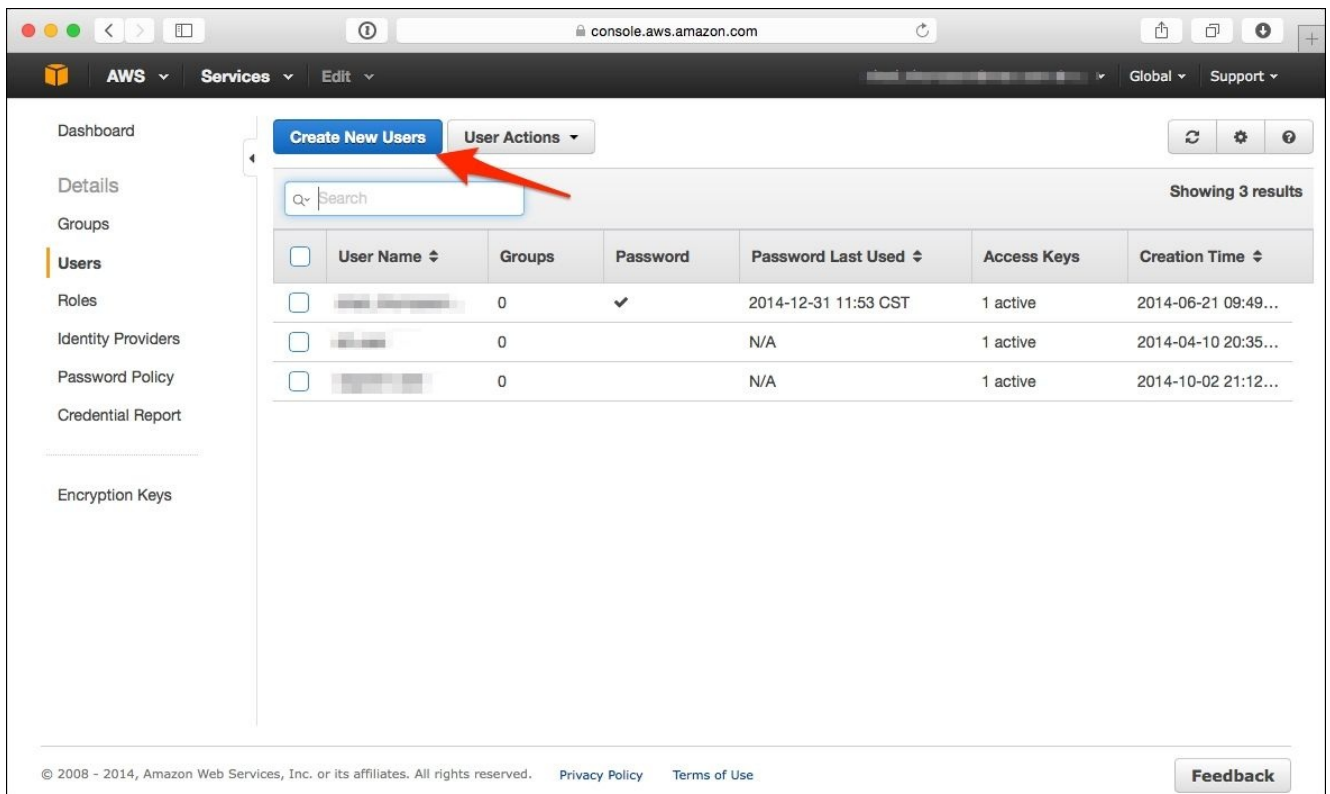 console.aws.amazon.com
AWS Services Edit Global Support
Dashboard
Details
Groups
Users
Roles
Identity Providers
Password Policy
Credential Report
Encryption Keys
Create New Users User Actions
Search
Showing 3 results
User Name Groups Password Password Last Used Access Keys Creation Time
0 2014-12-31 11:53 CST 1 active 2014-06-21 09:49...
0 N/A 1 active 2014-04-10 20:35...
0 N/A 1 active 2014-10-02 21:12...
© 2008 - 2014, Amazon Web Services, Inc. or its affiliates. All rights reserved. Privacy Policy Terms of Use Feedback